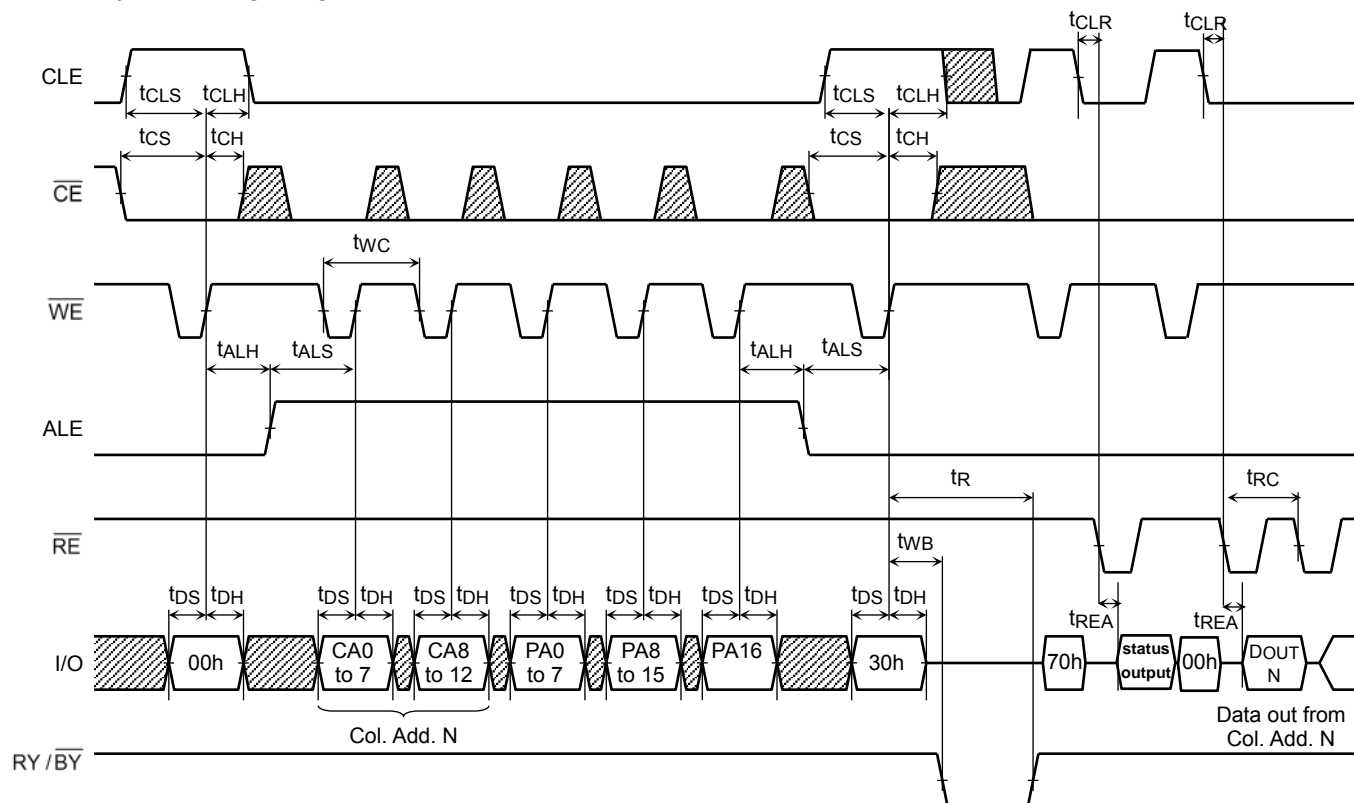 tCLR tCLR
CLE
tCLS tCLH tCLS tCLH
tCS tCH tCS tCH
CE
tWC
WE
tALH tALS tALH tALS
ALE
tR tRC
RE
tWB
tDS tDH tDS tDH tDS tDH tDS tDH tDS tDH tDS tDH tDS tDH
tREA tREA
I/O 00h CA0 to 7 CA8 to 12 PA0 to 7 PA8 to 15 PA16 30h 70h status output 00h DOUT N
Col. Add. N
Data out from
Col. Add. N
RY / BY